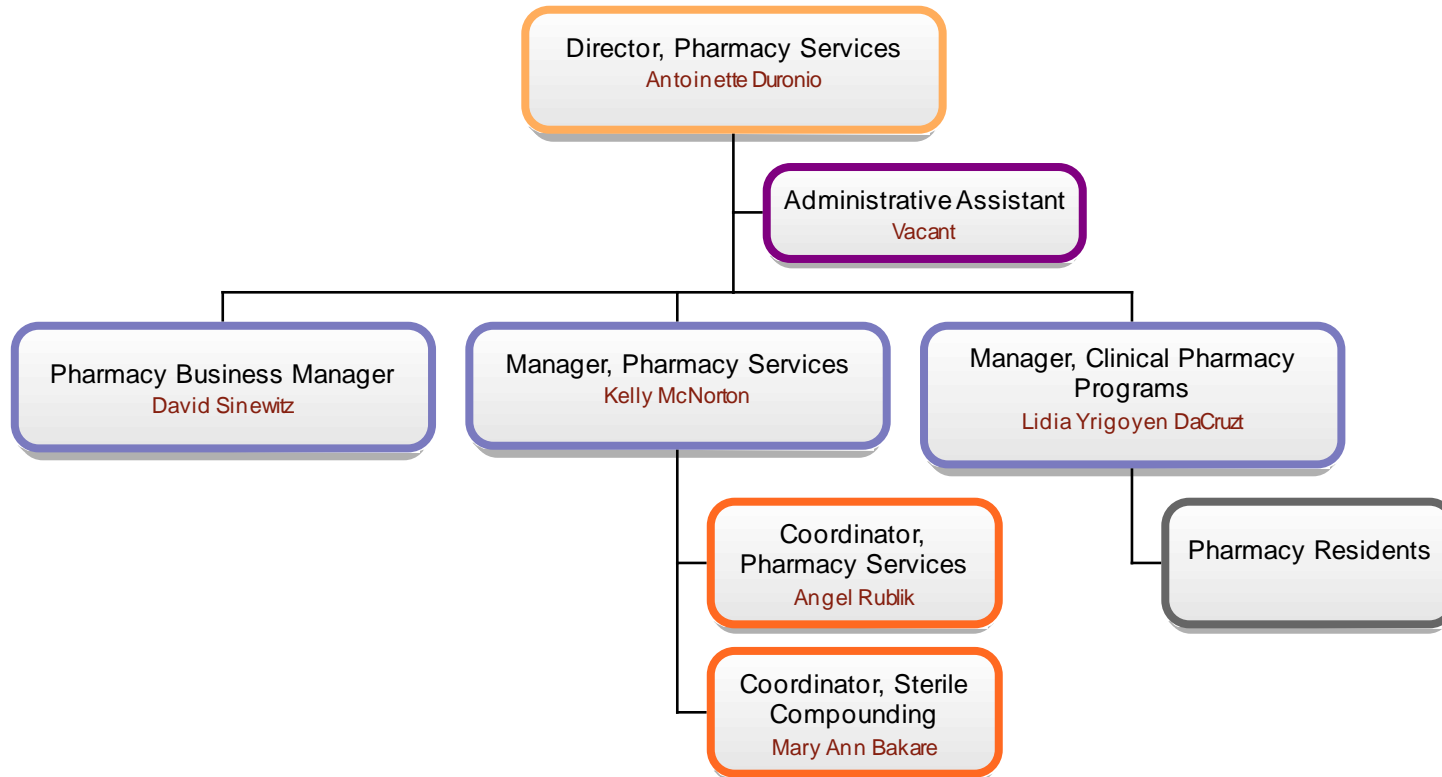 Director, Pharmacy Services
Antoinette Duronio
Administrative Assistant
Vacant
Pharmacy Business Manager
David Sinewitz
Manager, Pharmacy Services
Kelly McNorton
Manager, Clinical Pharmacy
Programs
Lidia Yrigoyen DaCruzt
Coordinator,
Pharmacy Services
Angel Rublik
Pharmacy Residents
Coordinator, Sterile
Compounding
Mary Ann Bakare